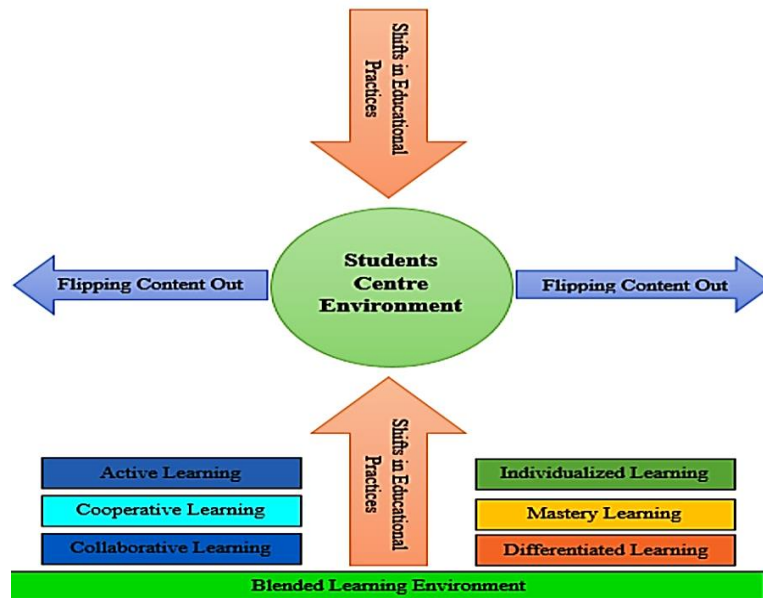 Shifts in Educational
Practices
Students
Centre
Environment
Flipping Content Out
Flipping Content Out
Shifts in Educational
Practices
Active Learning
Individualized Learning
Cooperative Learning
Mastery Learning
Collaborative Learning
Differentiated Learning
Blended Learning Environment